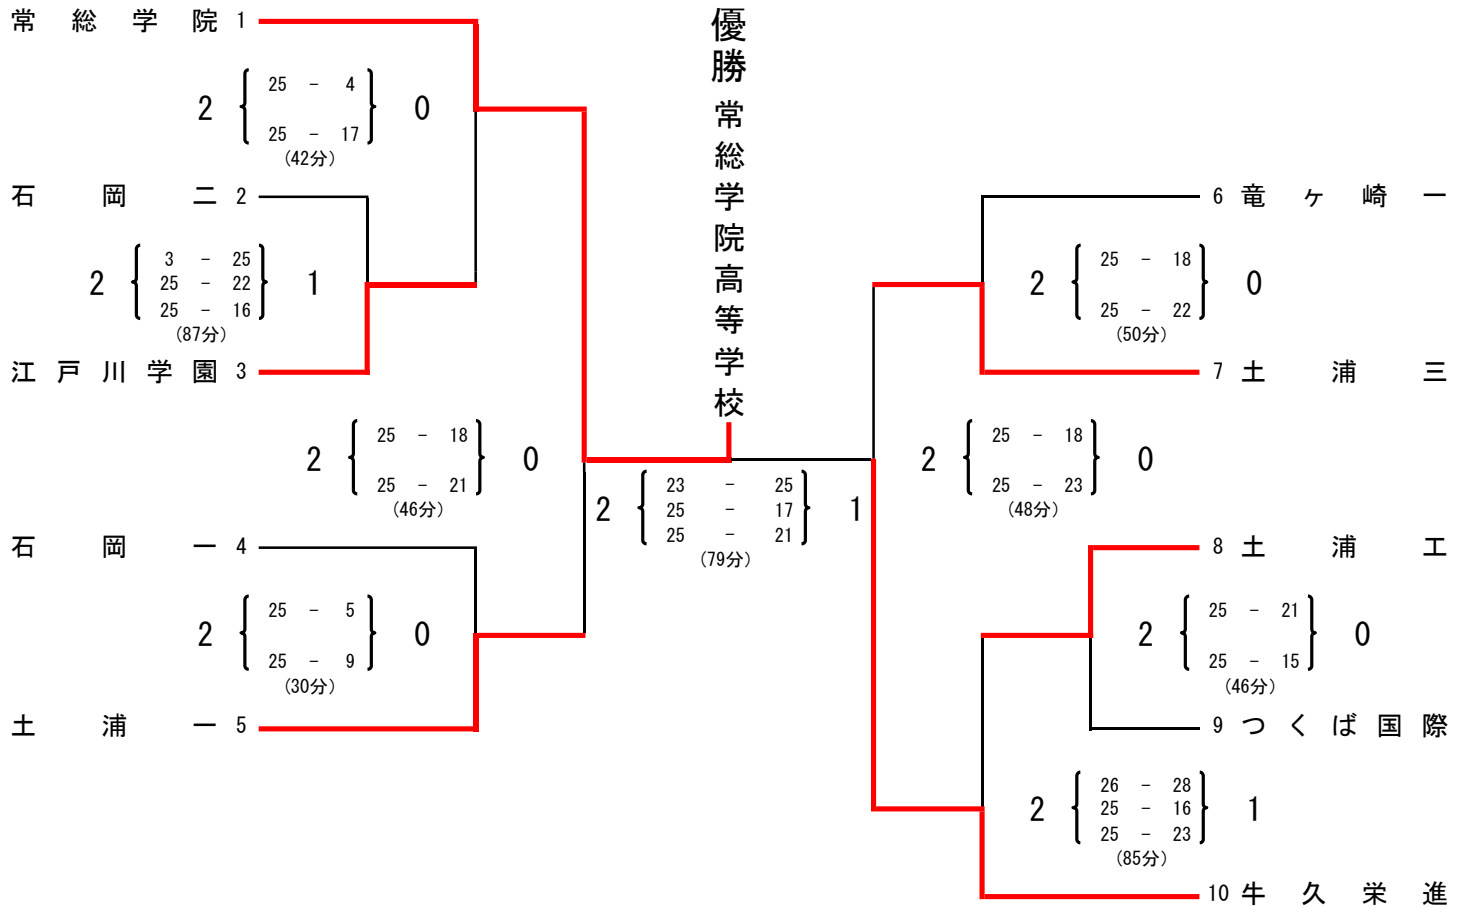 優勝 常総学院高等学校
常総学院 1
25 - 4
2 0
25 - 17
(42分)
石岡二 2
3 - 25
2 25 - 22 1
25 - 16
(87分)
江戸川学園 3
25 - 18
2 0
25 - 21
(46分)
石岡一 4
25 - 5
2 0
25 - 9
(30分)
土浦一 5
23 - 25
2 25 - 17 1
25 - 21
(79分)
6 竜ヶ崎一
25 - 18
2 0
25 - 22
(50分)
7 土浦三
25 - 18
2 0
25 - 23
(48分)
8 土浦工
25 - 21
2 0
25 - 15
(46分)
9 つくば国際
26 - 28
2 25 - 16 1
25 - 23
(85分)
10 牛久栄進